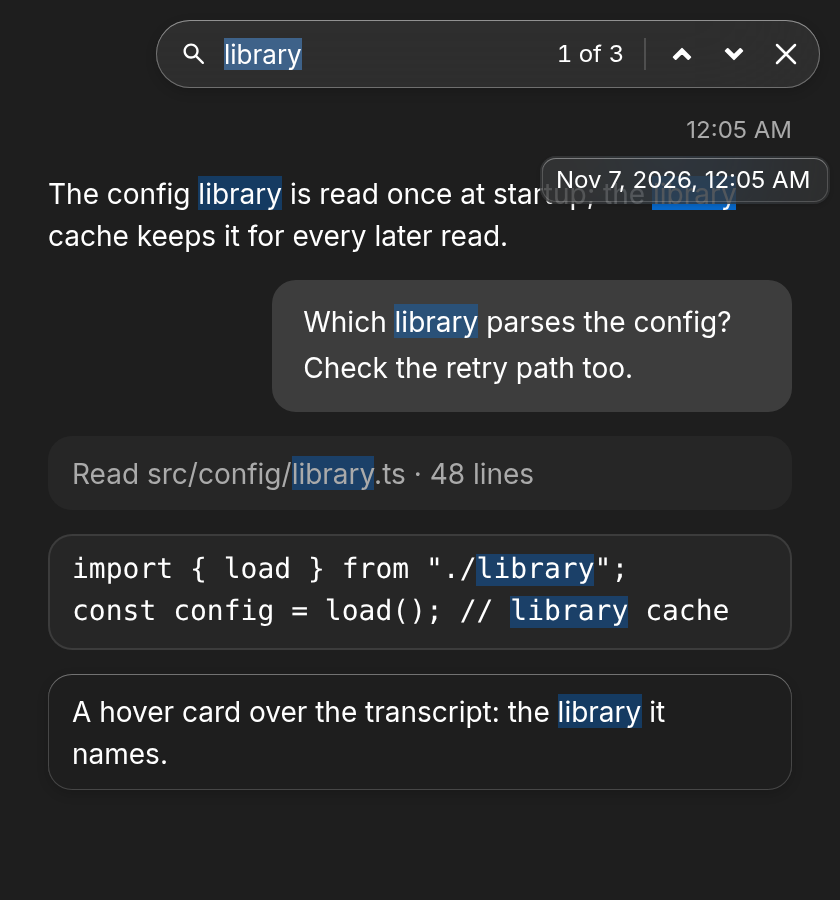 library
1 of 3
12:05 AM
Nov 7, 2026, 12:05 AM
The config library is read once at startup; the library
cache keeps it for every later read.
Which library parses the config?
Check the retry path too.
Read src/config/library.ts · 48 lines
import { load } from "./library";
const config = load(); // library cache
A hover card over the transcript: the library it
names.